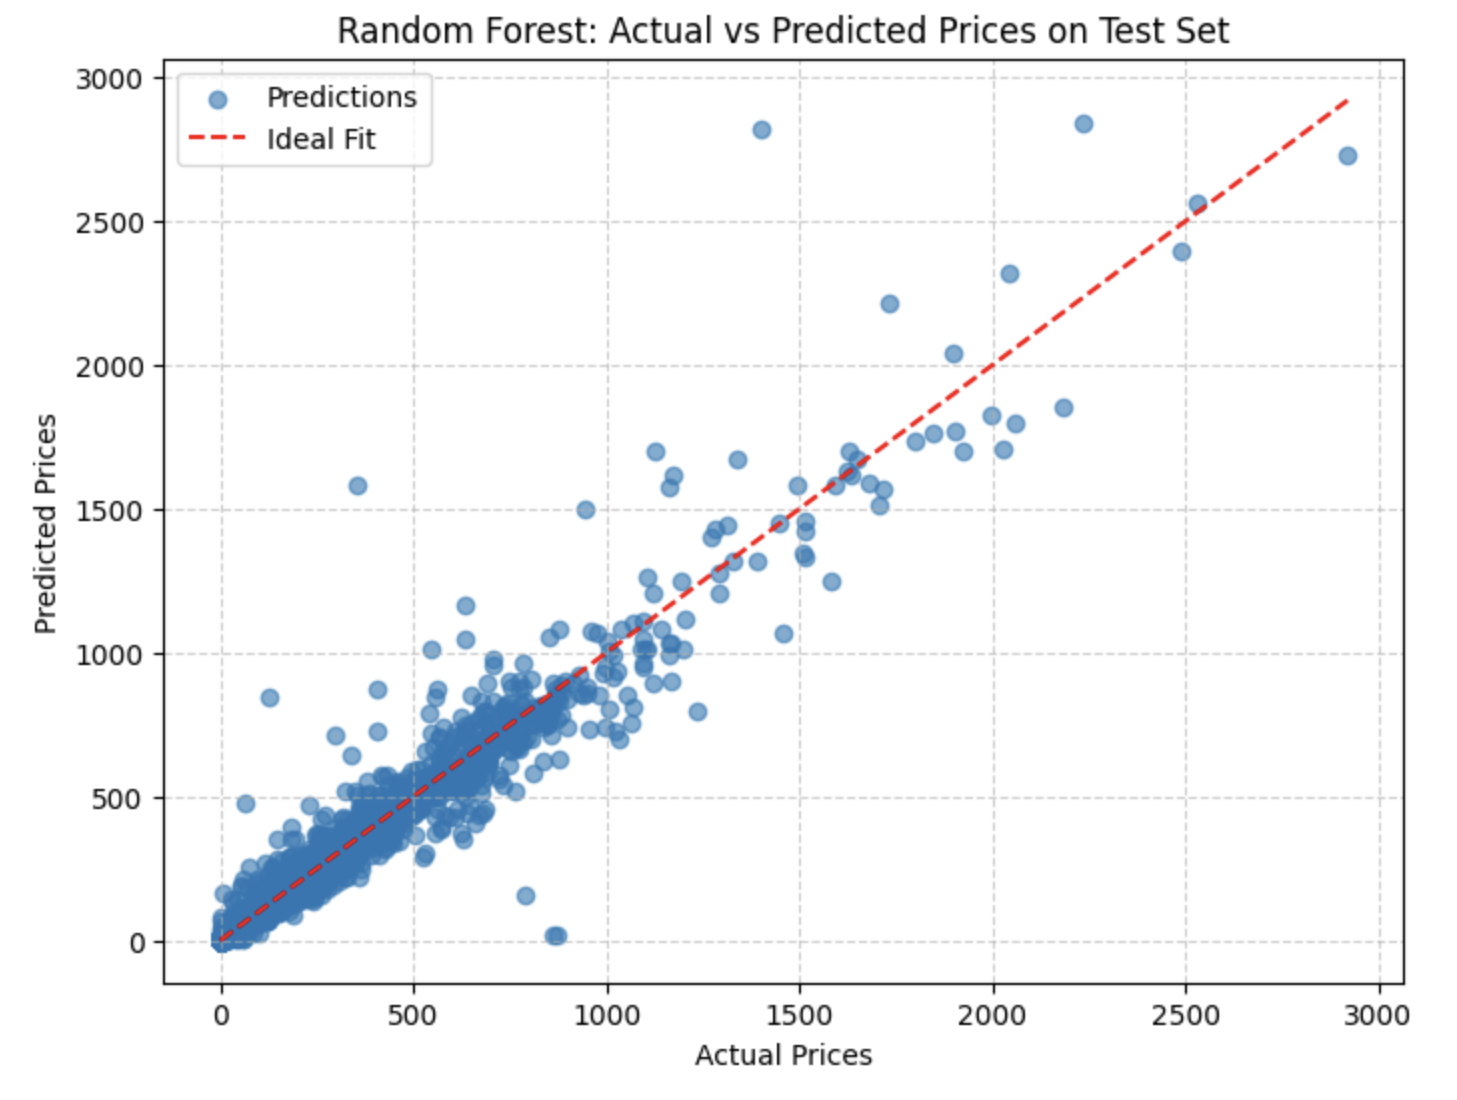 Random Forest: Actual vs Predicted Prices on Test Set
Predictions
Ideal Fit
Predicted Prices
3000
2500
2000
1500
1000
500
0
0 500 1000 1500 2000 2500 3000
Actual Prices